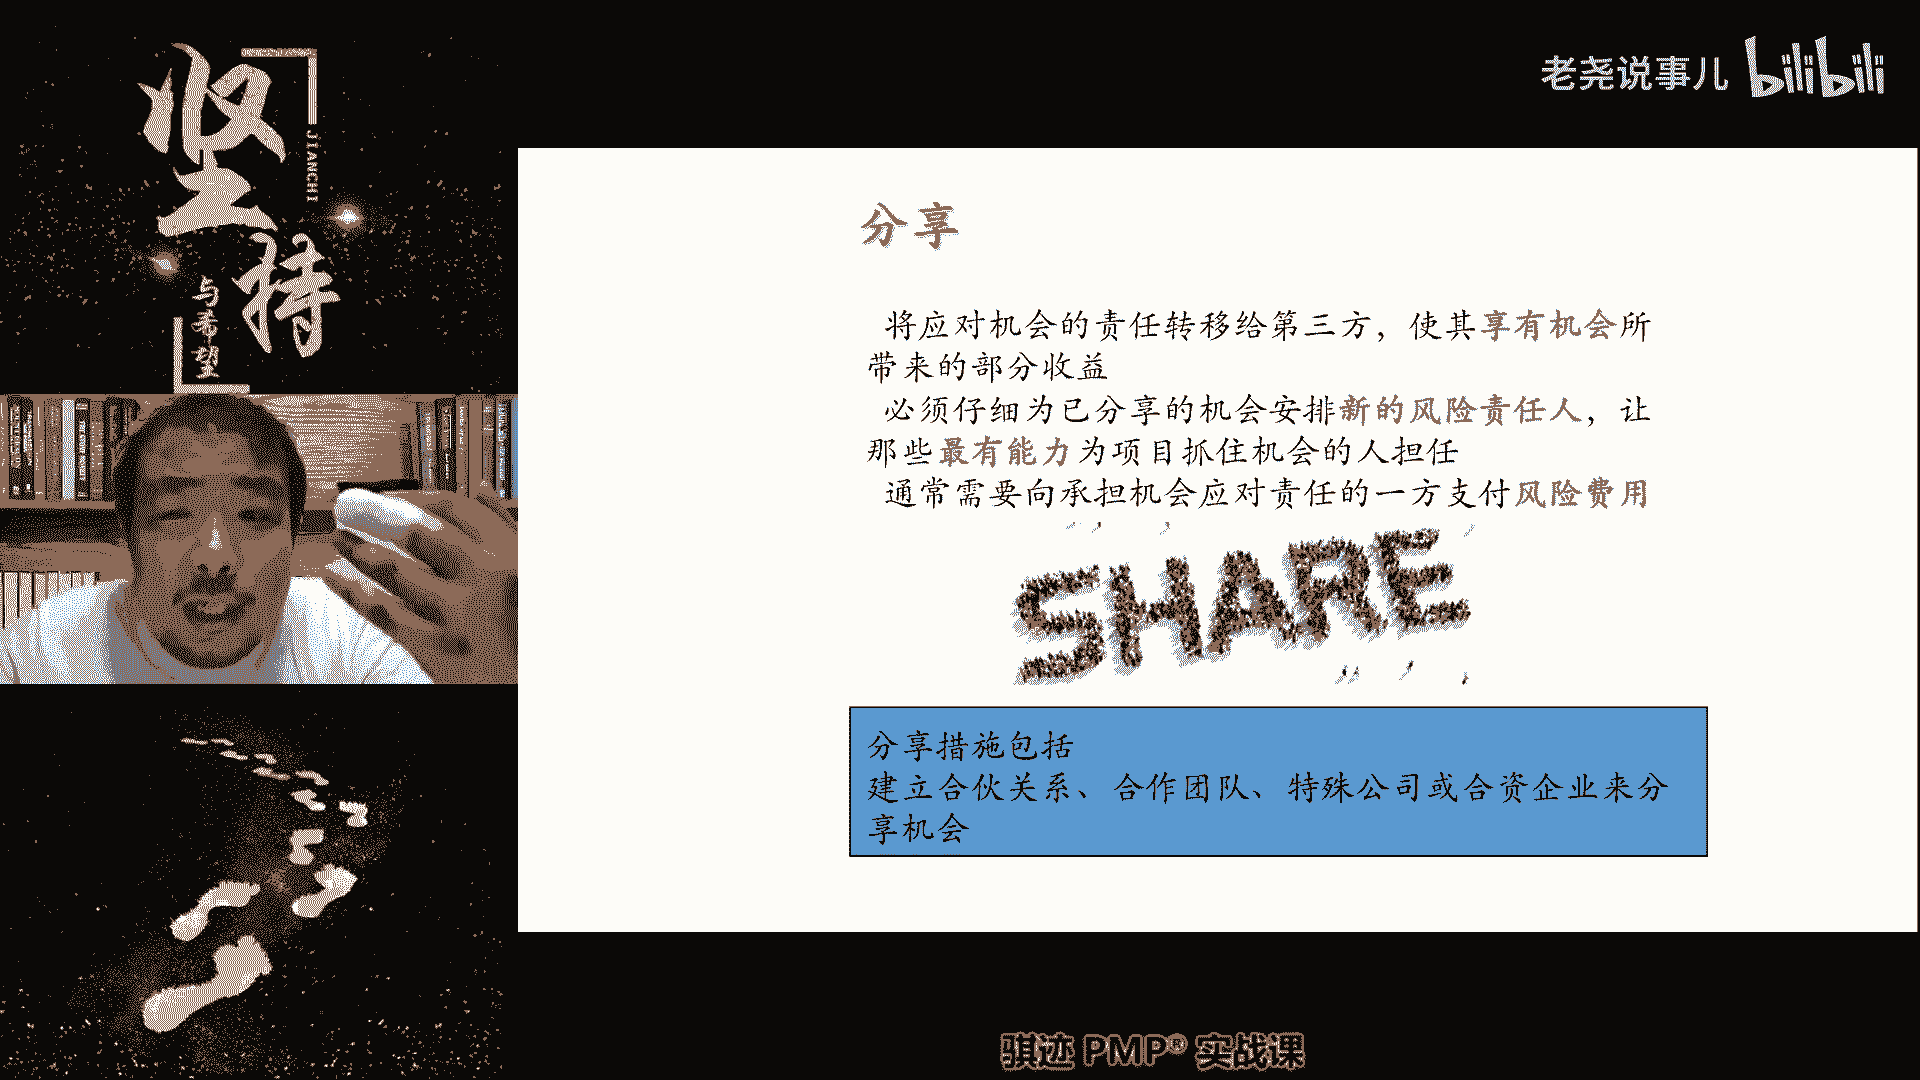 坚持
JIANCHI
与希望
老尧说事儿 bilibili
分享
将应对机会的责任转移给第三方，使其享有机会所
带来的部分收益
必须仔细为已分享的机会安排新的风险责任人，让
那些最有能力为项目抓住机会的人担任
通常需要向承担机会应对责任的一方支付风险费用
SHARE
分享措施包括
建立合伙关系、合作团队、特殊公司或合资企业来分
享机会
骐迹 PMP® 实战课